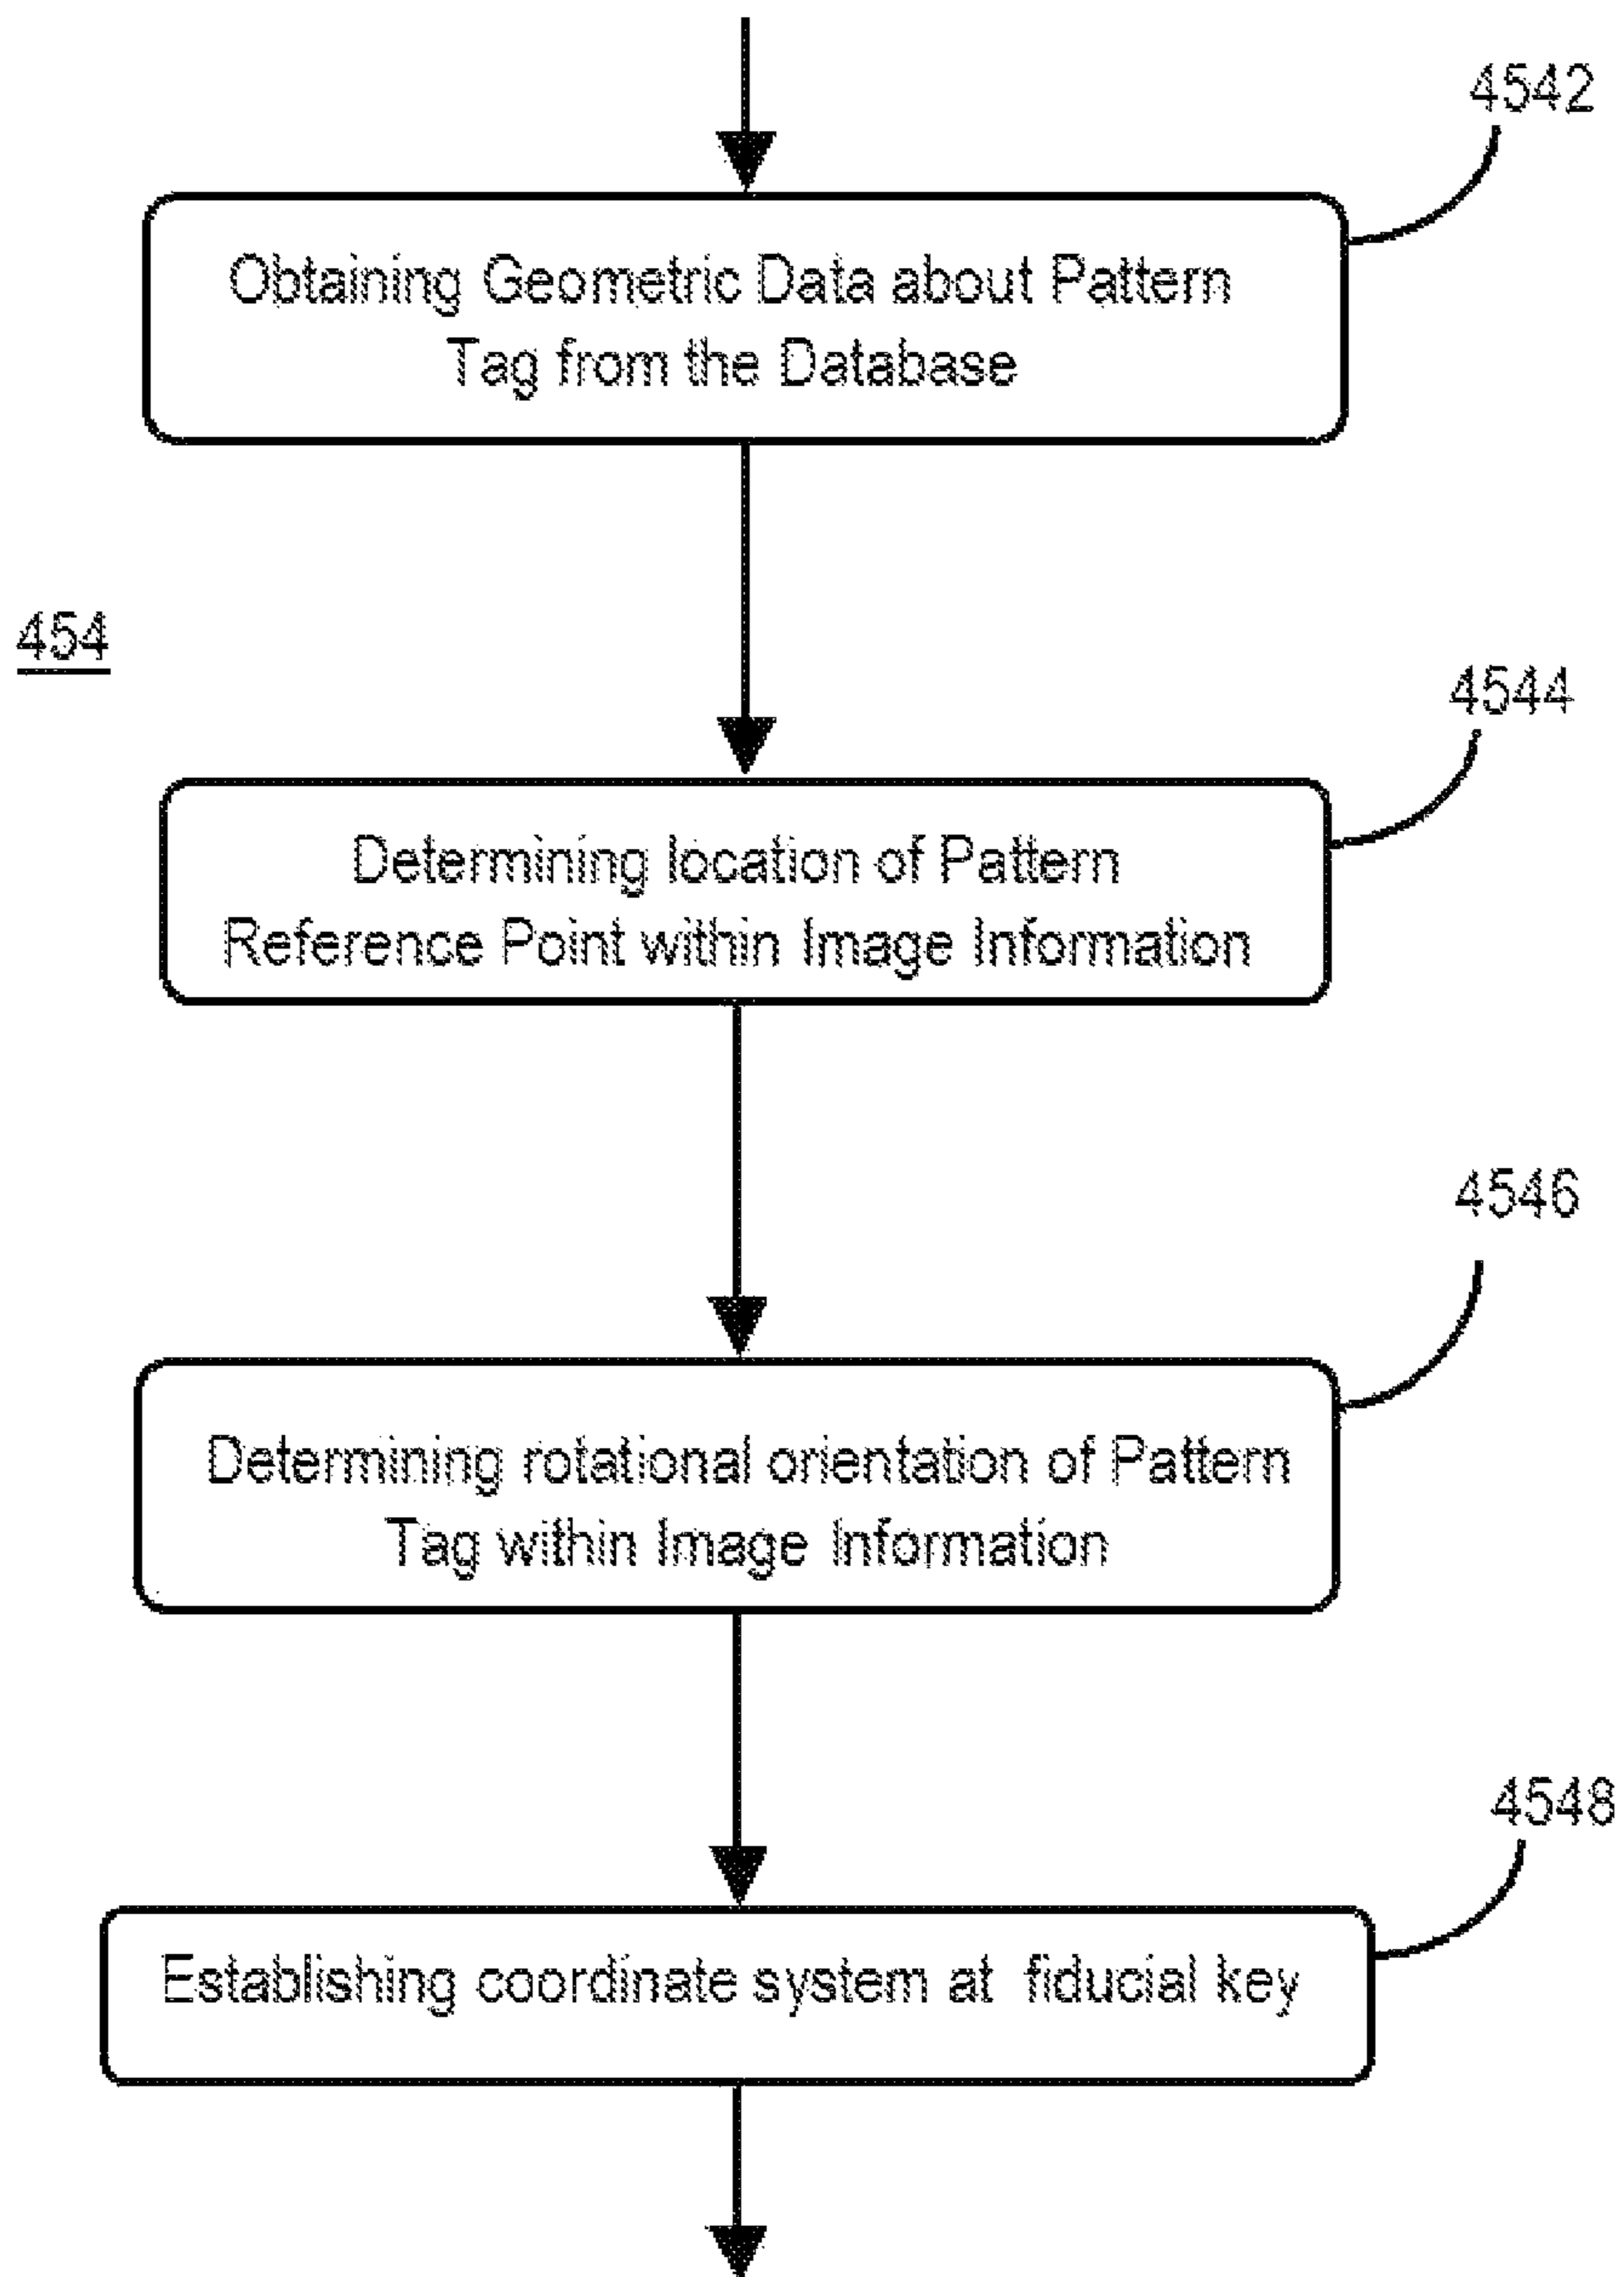 4542
Obtaining Geometric Data about Pattern
Tag from the Database
454
4544
Determining location of Pattern
Reference Point within Image Information
4546
Determining rotational orientation of Pattern
Tag within Image Information
4548
Establishing coordinate system at fiducial key